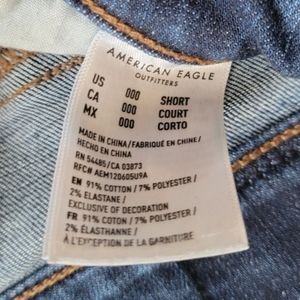 AMERICAN EAGLE
OUTFITTERS
US 000 SHORT
CA 000 COURT
MX 000 CORTO
MADE IN CHINA / FABRIQUÉ EN CHINE /
HECHO EN CHINA
RN 54485/CA 03873
RFC# AEM120605U9A
EN 91% COTTON / 7% POLYESTER /
2% ELASTANE /
EXCLUSIVE OF DECORATION
FR 91% COTON / 7% POLYESTER /
2% ÉLASTHANNE /
À L'EXCEPTION DE LA GARNITURE